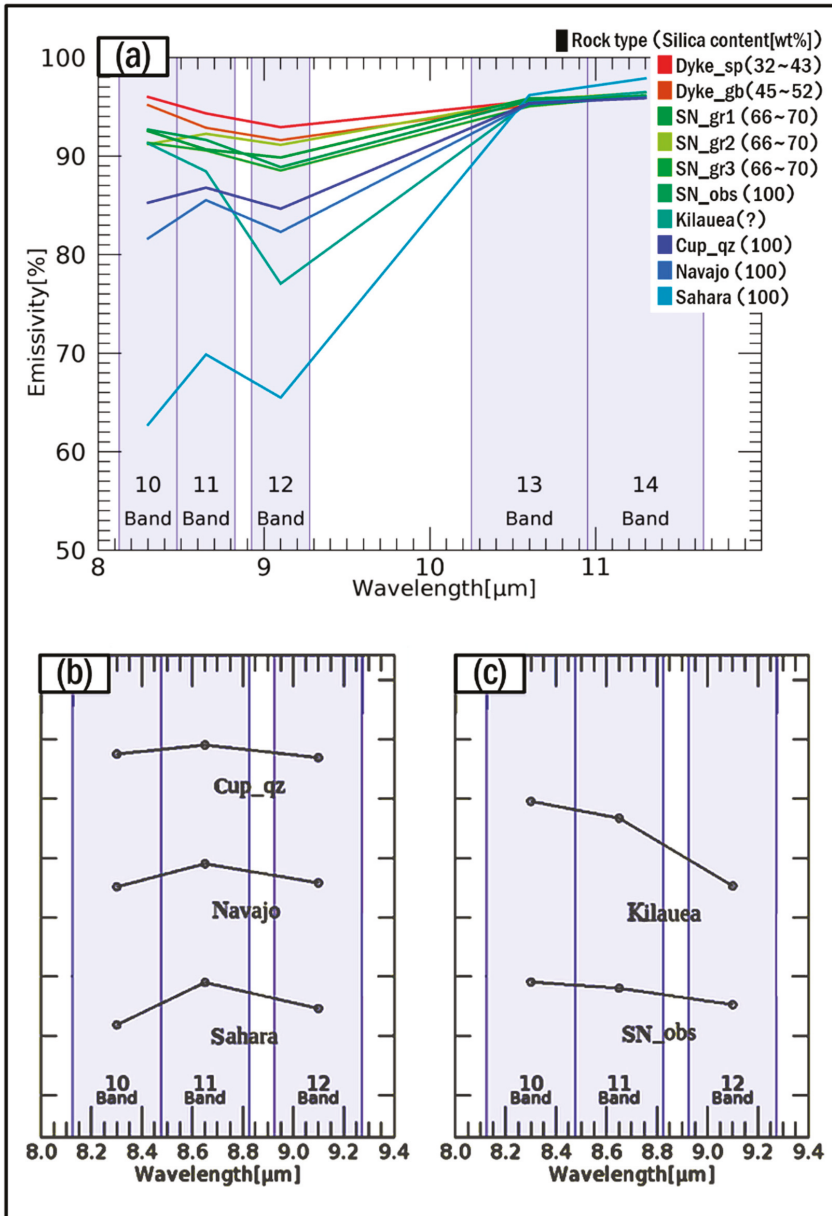 (a)
Rock type (Silica content[wt%])
Dyke_sp (32~43)
Dyke_gb (45~52)
SN_gr1 (66~70)
SN_gr2 (66~70)
SN_gr3 (66~70)
SN_obs (100)
Kilauea(?)
Cup_qz (100)
Navajo (100)
Sahara (100)
Emissivity[%]
100
90
80
70
60
50
10 11 12 13 14
Band Band Band Band Band
8 9 10 11
Wavelength[μm]
(b)
Cup_qz
Navajo
Sahara
10 11 12
Band Band Band
8.0 8.2 8.4 8.6 8.8 9.0 9.2 9.4
Wavelength[μm]
(c)
Kilauea
SN_obs
10 11 12
Band Band Band
8.0 8.2 8.4 8.6 8.8 9.0 9.2 9.4
Wavelength[μm]